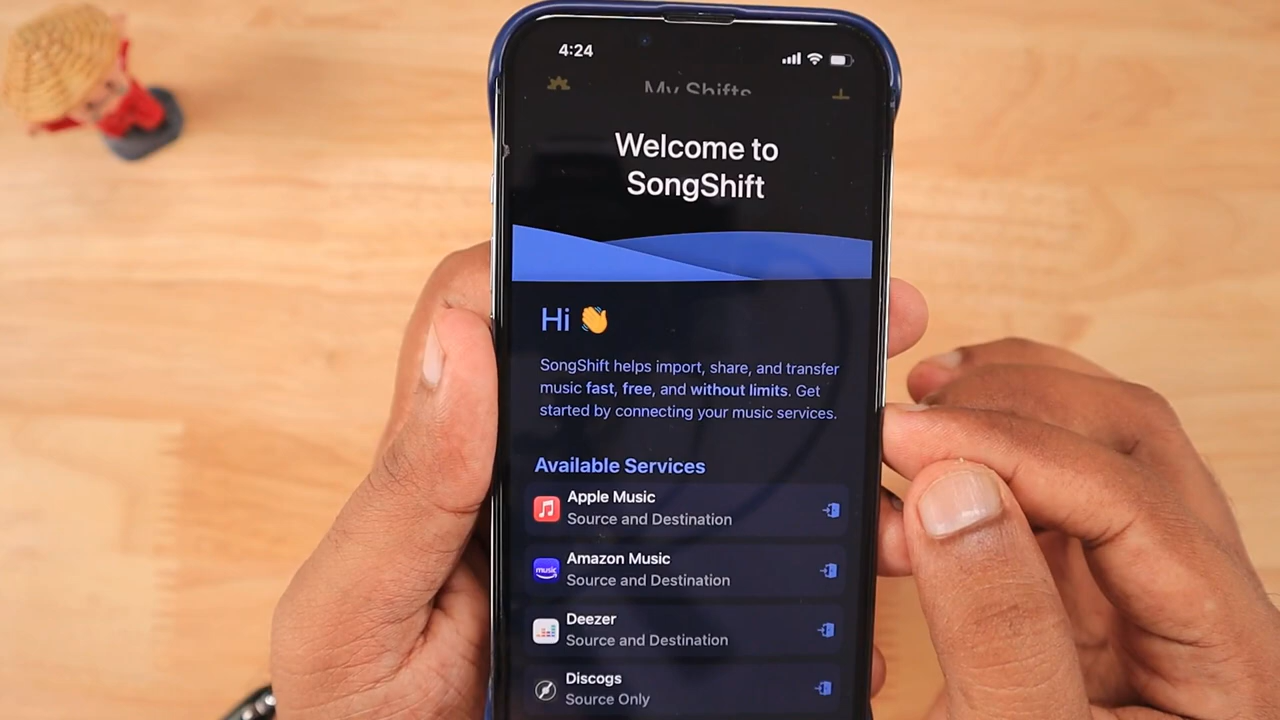 4:24
My Shifts
Welcome to
SongShift
Hi 👋
SongShift helps import, share, and transfer
music fast, free, and without limits. Get
started by connecting your music services.
Available Services
Apple Music
Source and Destination
music
Amazon Music
Source and Destination
Deezer
Source and Destination
Discogs
Source Only